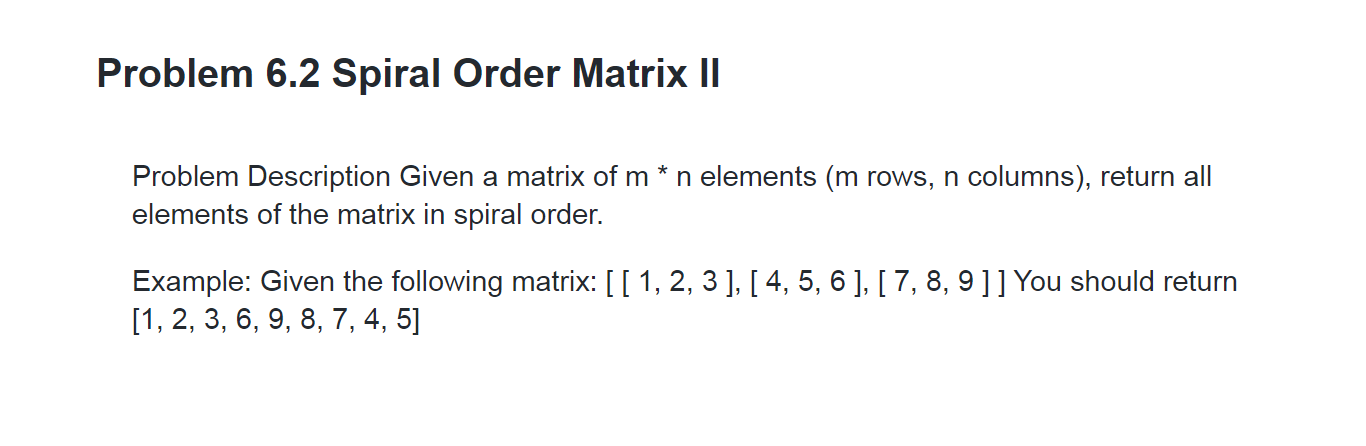 Problem 6.2 Spiral Order Matrix II
Problem Description Given a matrix of m * n elements (m rows, n columns), return all
elements of the matrix in spiral order.
Example: Given the following matrix: [ [ 1, 2, 3 ], [ 4, 5, 6 ], [ 7, 8, 9 ] ] You should return
[1, 2, 3, 6, 9, 8, 7, 4, 5]